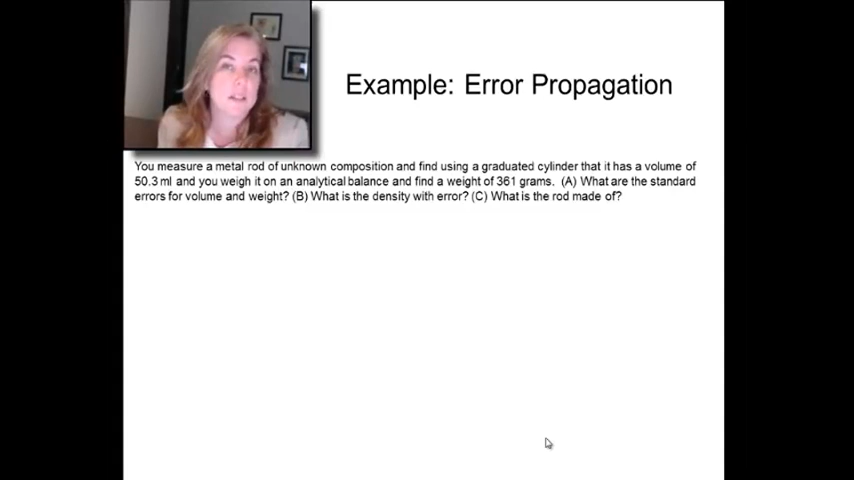 Example: Error Propagation
You measure a metal rod of unknown composition and find using a graduated cylinder that it has a volume of
50.3 ml and you weigh it on an analytical balance and find a weight of 361 grams. (A) What are the standard
errors for volume and weight? (B) What is the density with error? (C) What is the rod made of?